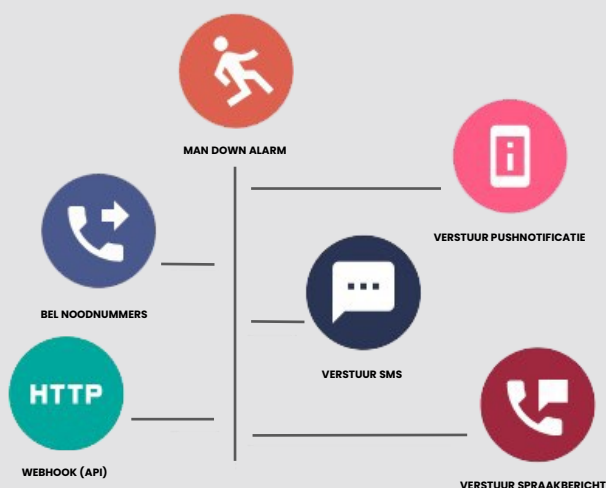 MAN DOWN ALARM
VERSTUUR PUSHNOTIFICATIE
BEL NOODNUMMERS
VERSTUUR SMS
HTTP
WEBHOOK (API)
VERSTUUR SPRAAKBERICHT